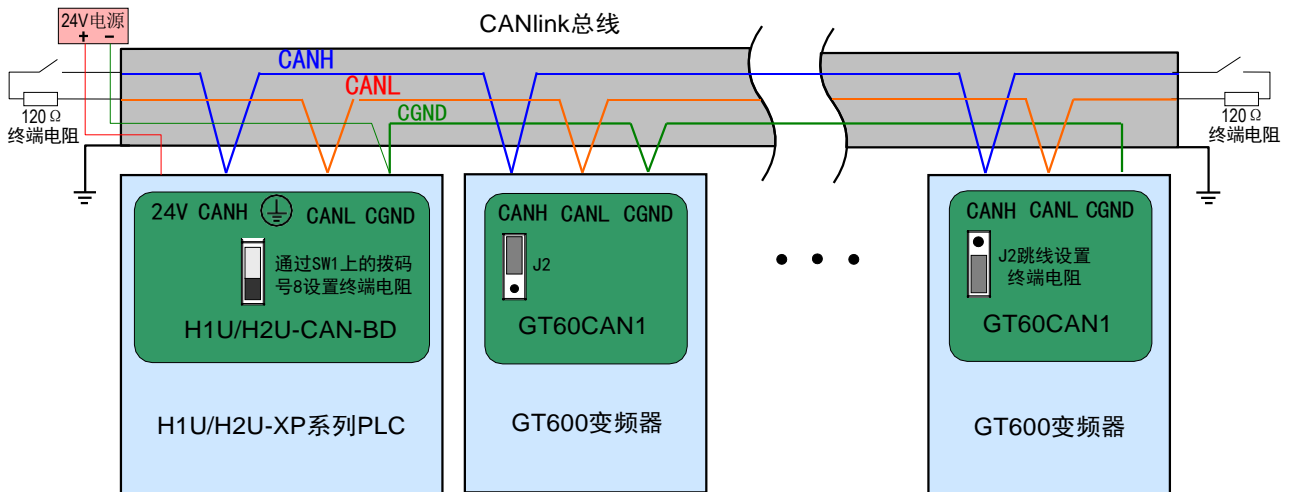 CANlink总线
24V电源
+ −
CANH
CANL
CGND
120Ω
终端电阻
120Ω
终端电阻
24V CANH CANL CGND
通过SW1上的拨码
号8设置终端电阻
H1U/H2U-CAN-BD
H1U/H2U-XP系列PLC
CANH CANL CGND
J2
GT60CAN1
GT600变频器
CANH CANL CGND
J2跳线设置
终端电阻
GT60CAN1
GT600变频器